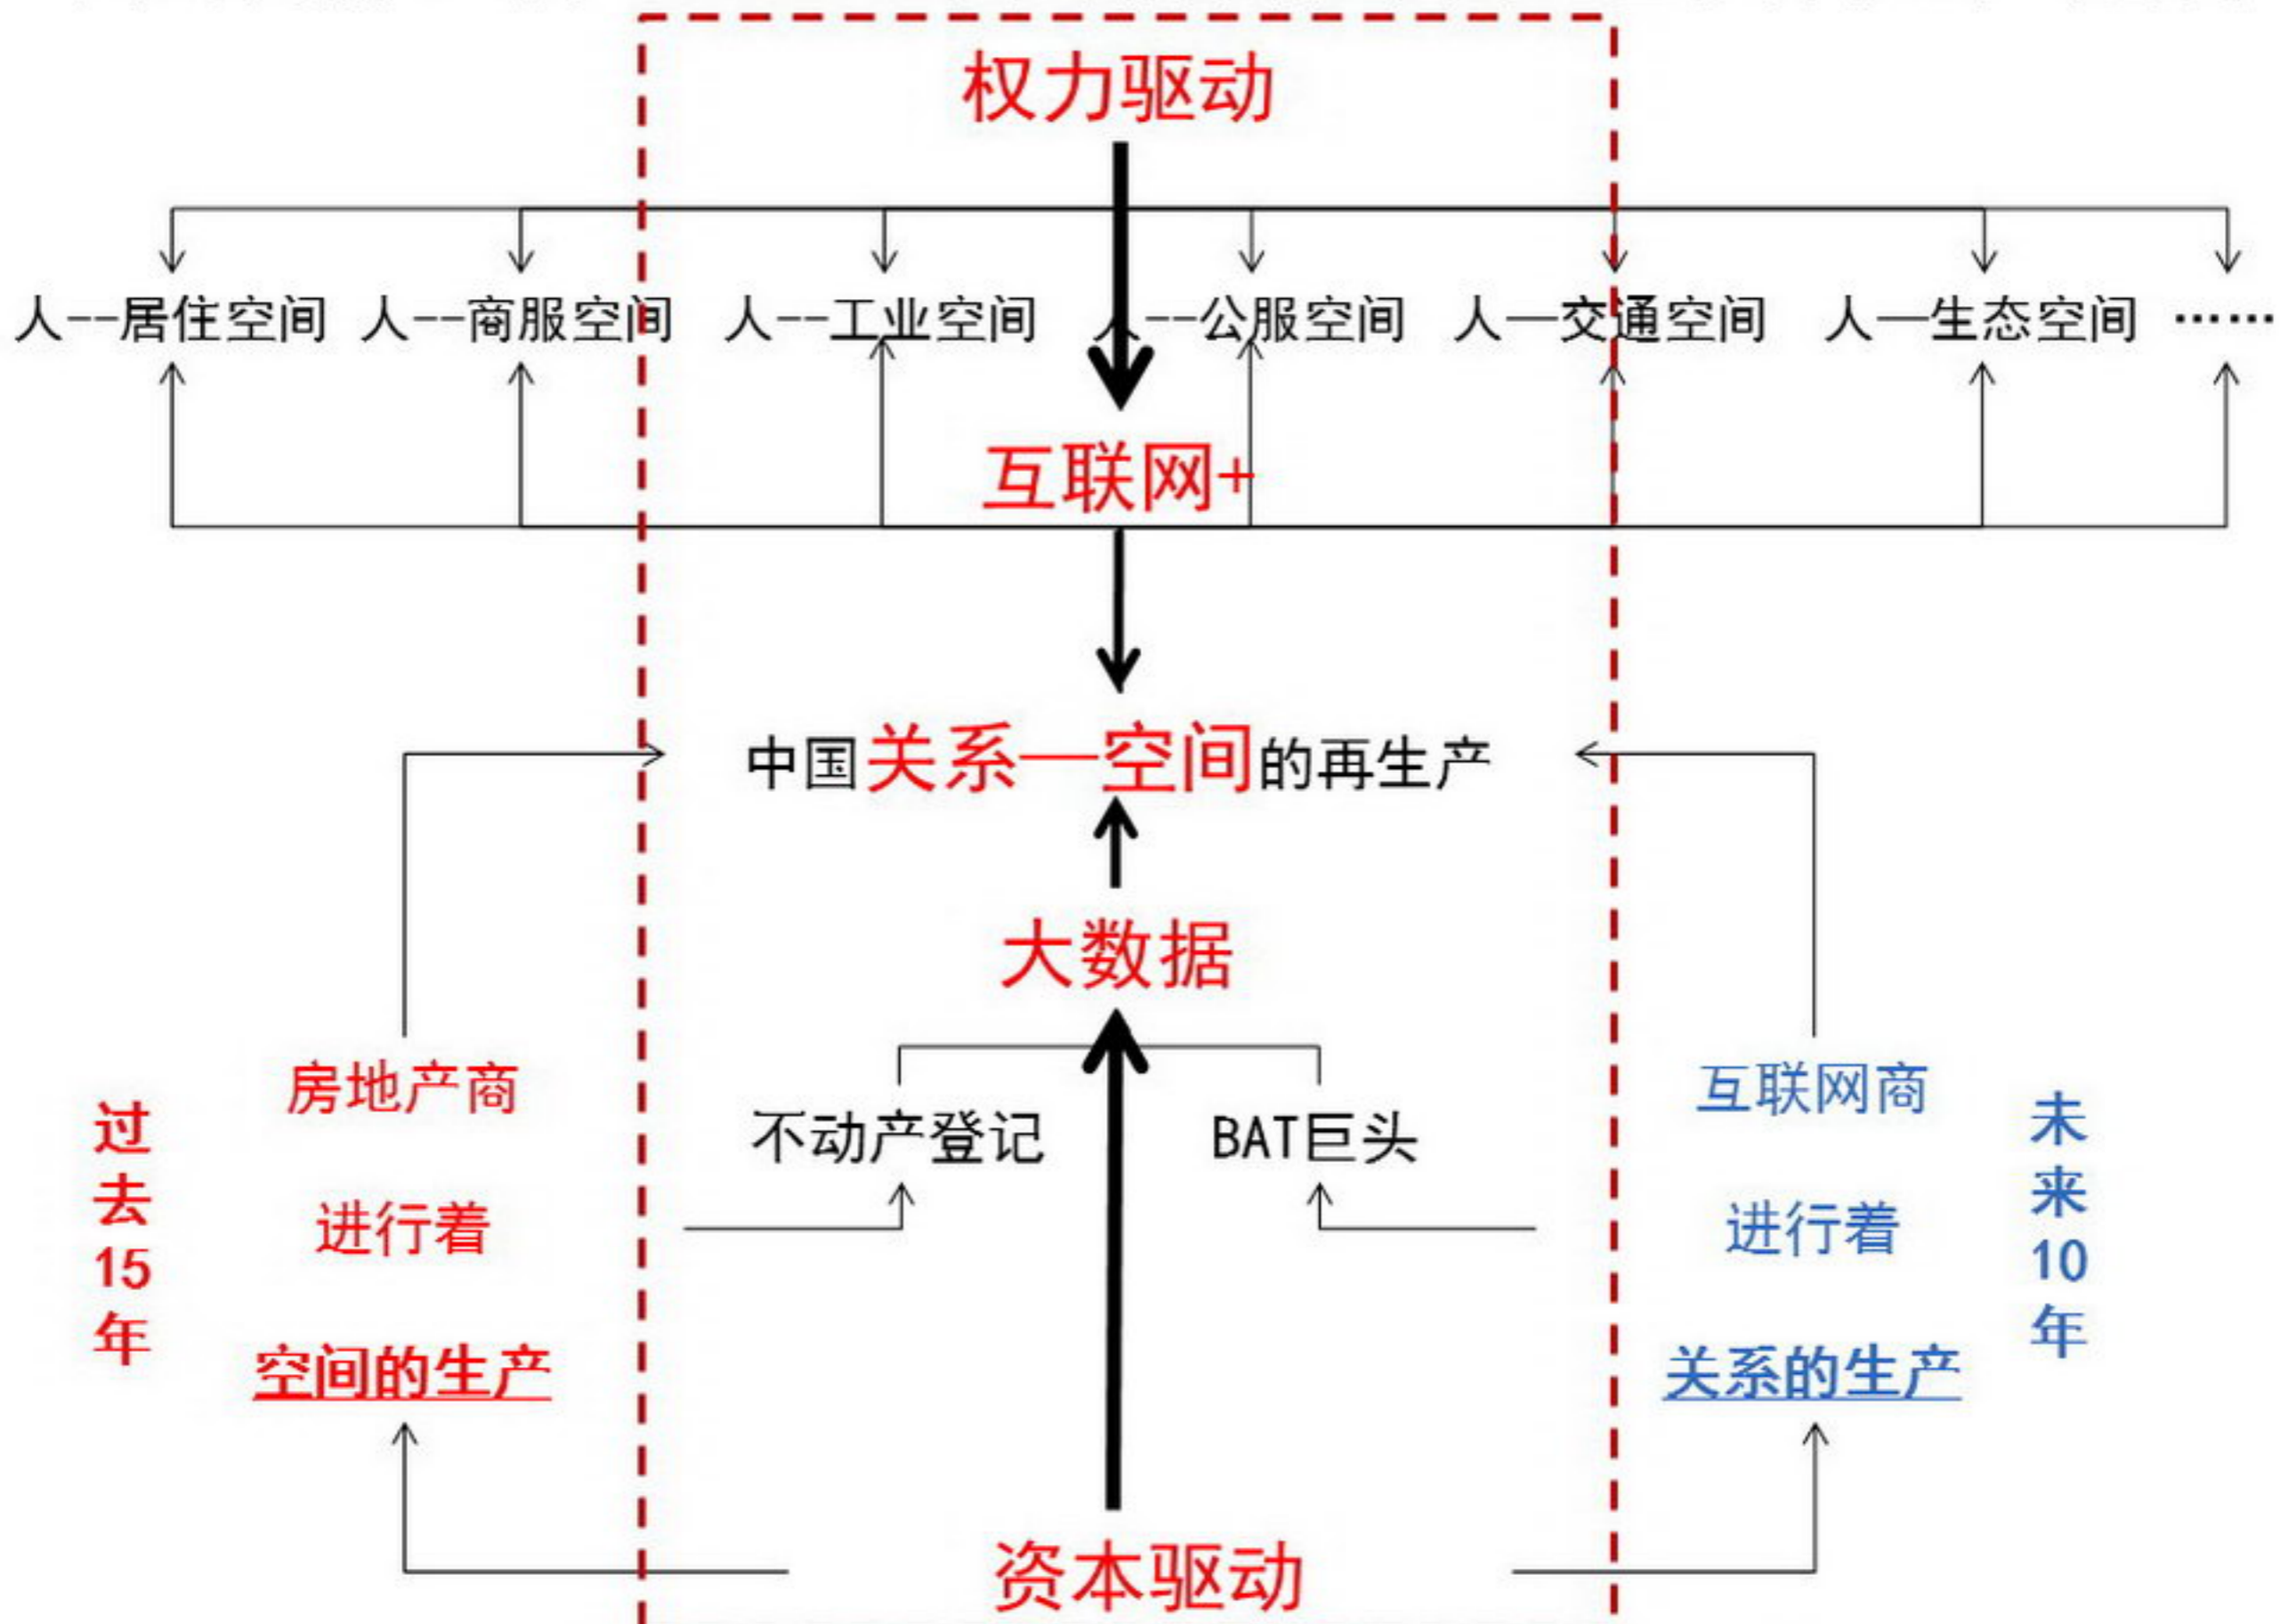 权力驱动
人--居住空间 人--商服空间 人--工业空间 人--公服空间 人—交通空间 人—生态空间 ……
互联网+
中国关系—空间的再生产
大数据
过去15年
房地产商
进行着
空间的生产
不动产登记
BAT巨头
互联网商
进行着
关系的生产
未来10年
资本驱动